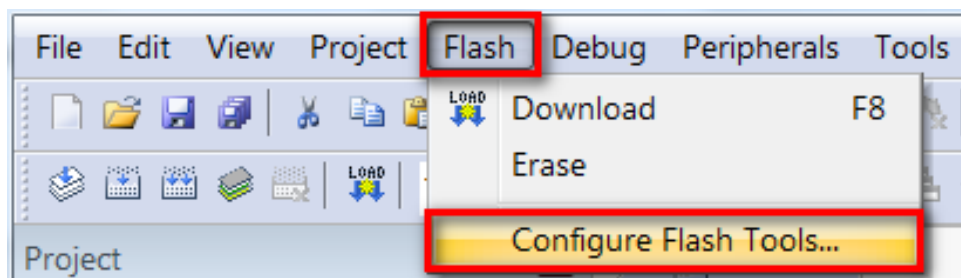 File Edit View Project Flash Debug Peripherals Tools
LOAD Download F8
Erase
LOAD
Configure Flash Tools...
Project